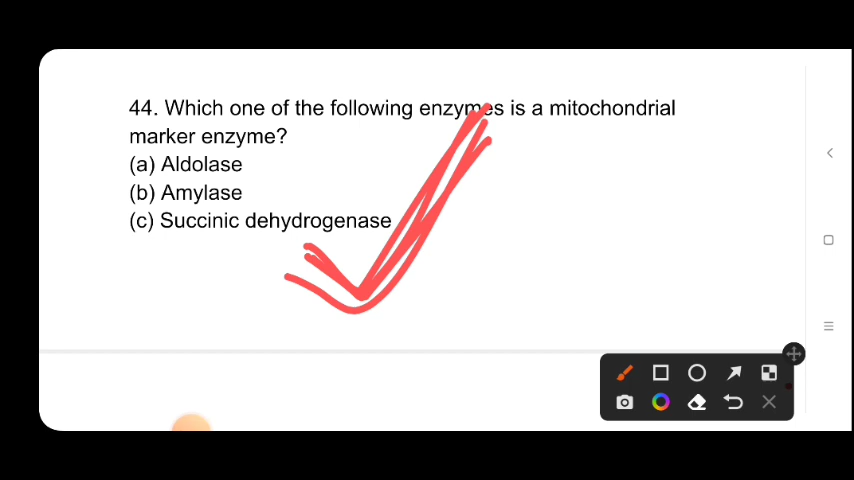 44. Which one of the following enzymes is a mitochondrial
marker enzyme?
(a) Aldolase
(b) Amylase
(c) Succinic dehydrogenase